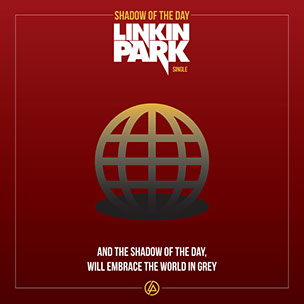 SHADOW OF THE DAY
LINKIN
PARK
SINGLE
AND THE SHADOW OF THE DAY,
WILL EMBRACE THE WORLD IN GREY